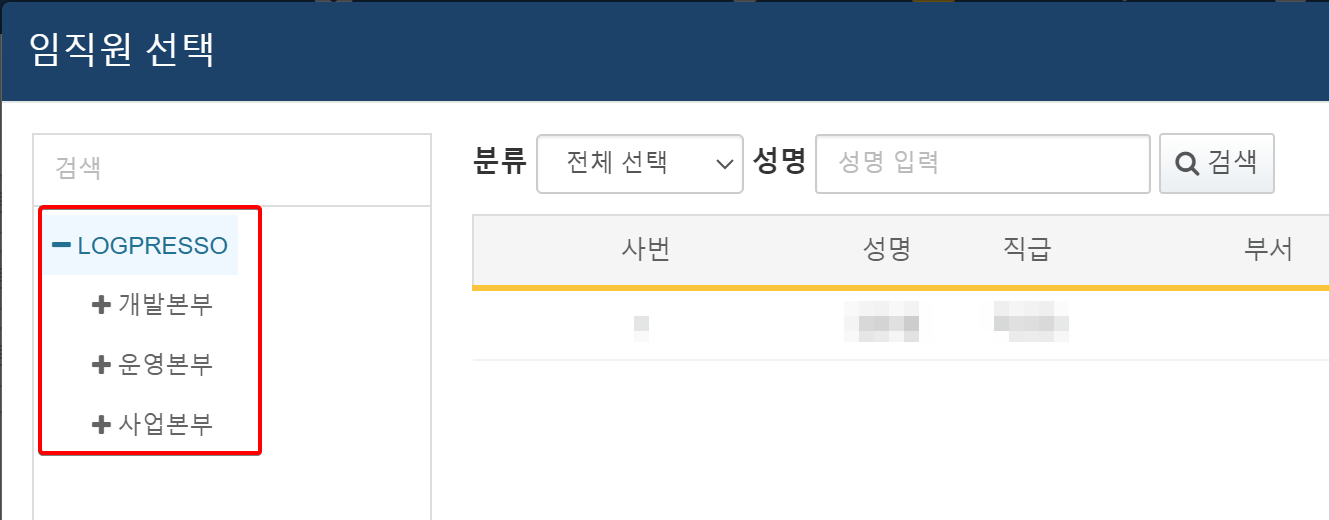 임직원 선택
검색
LOGPRESSO
개발본부
운영본부
사업본부
분류 전체 선택 성명 성명 입력 검색
사번 성명 직급 부서